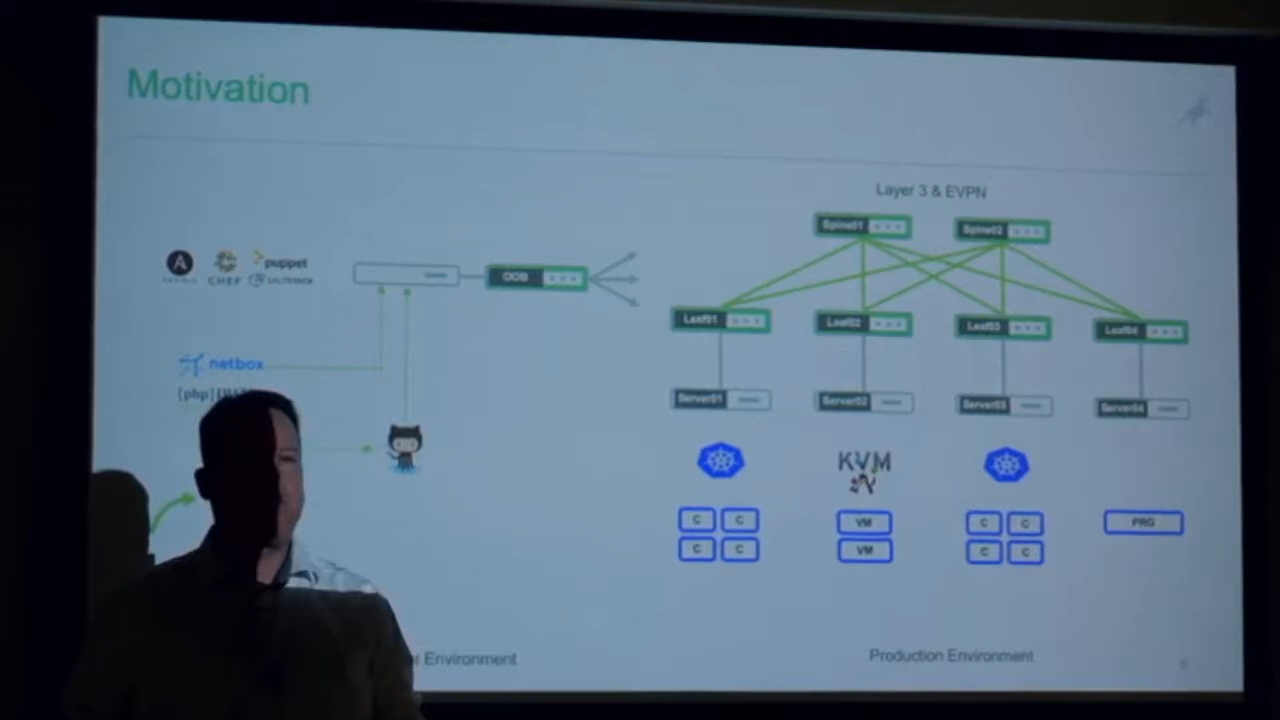 Motivation
Layer 3 & EVPN
Spine01
Spine02
puppet
CHEF
SALTSTACK
OOB
Leaf01
Leaf02
Leaf03
Leaf04
netbox
Server01
Server02
Server03
Server04
KVM
C C
C C
VM
VM
C C
C C
PRG
Environment
Production Environment